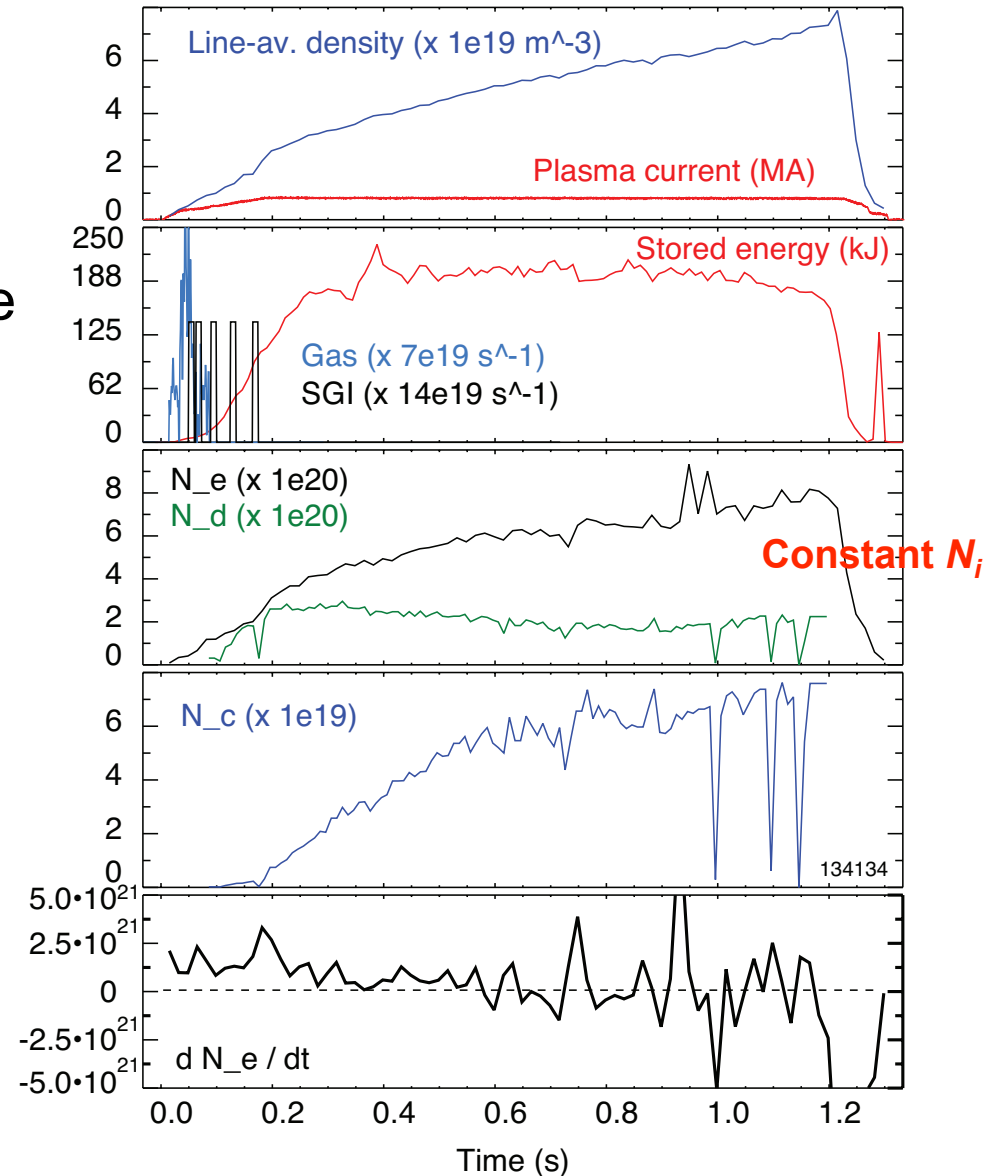 Line-av. density (x 1e19 m^-3)
6
4
2
0
Plasma current (MA)
e
250
188
125
62
0
Stored energy (kJ)
Gas (x 7e19 s^-1)
SGI (x 14e19 s^-1)
N_e (x 1e20)
N_d (x 1e20)
8
6
4
2
0
Constant Ni
N_c (x 1e19)
6
4
2
0
134134
5.0•10^21
2.5•10^21
0
-2.5•10^21
-5.0•10^21
d N_e / dt
0.0 0.2 0.4 0.6 0.8 1.0 1.2
Time (s)